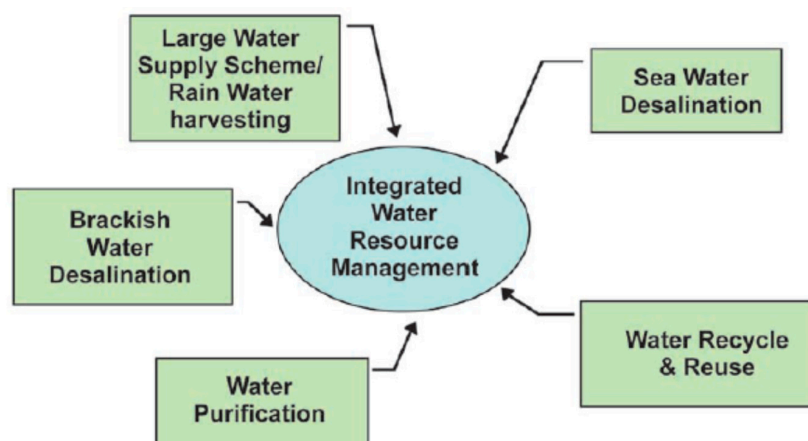 Large Water
Supply Scheme/
Rain Water
harvesting
Sea Water
Desalination
Integrated
Water
Resource
Management
Brackish
Water
Desalination
Water Recycle
& Reuse
Water
Purification